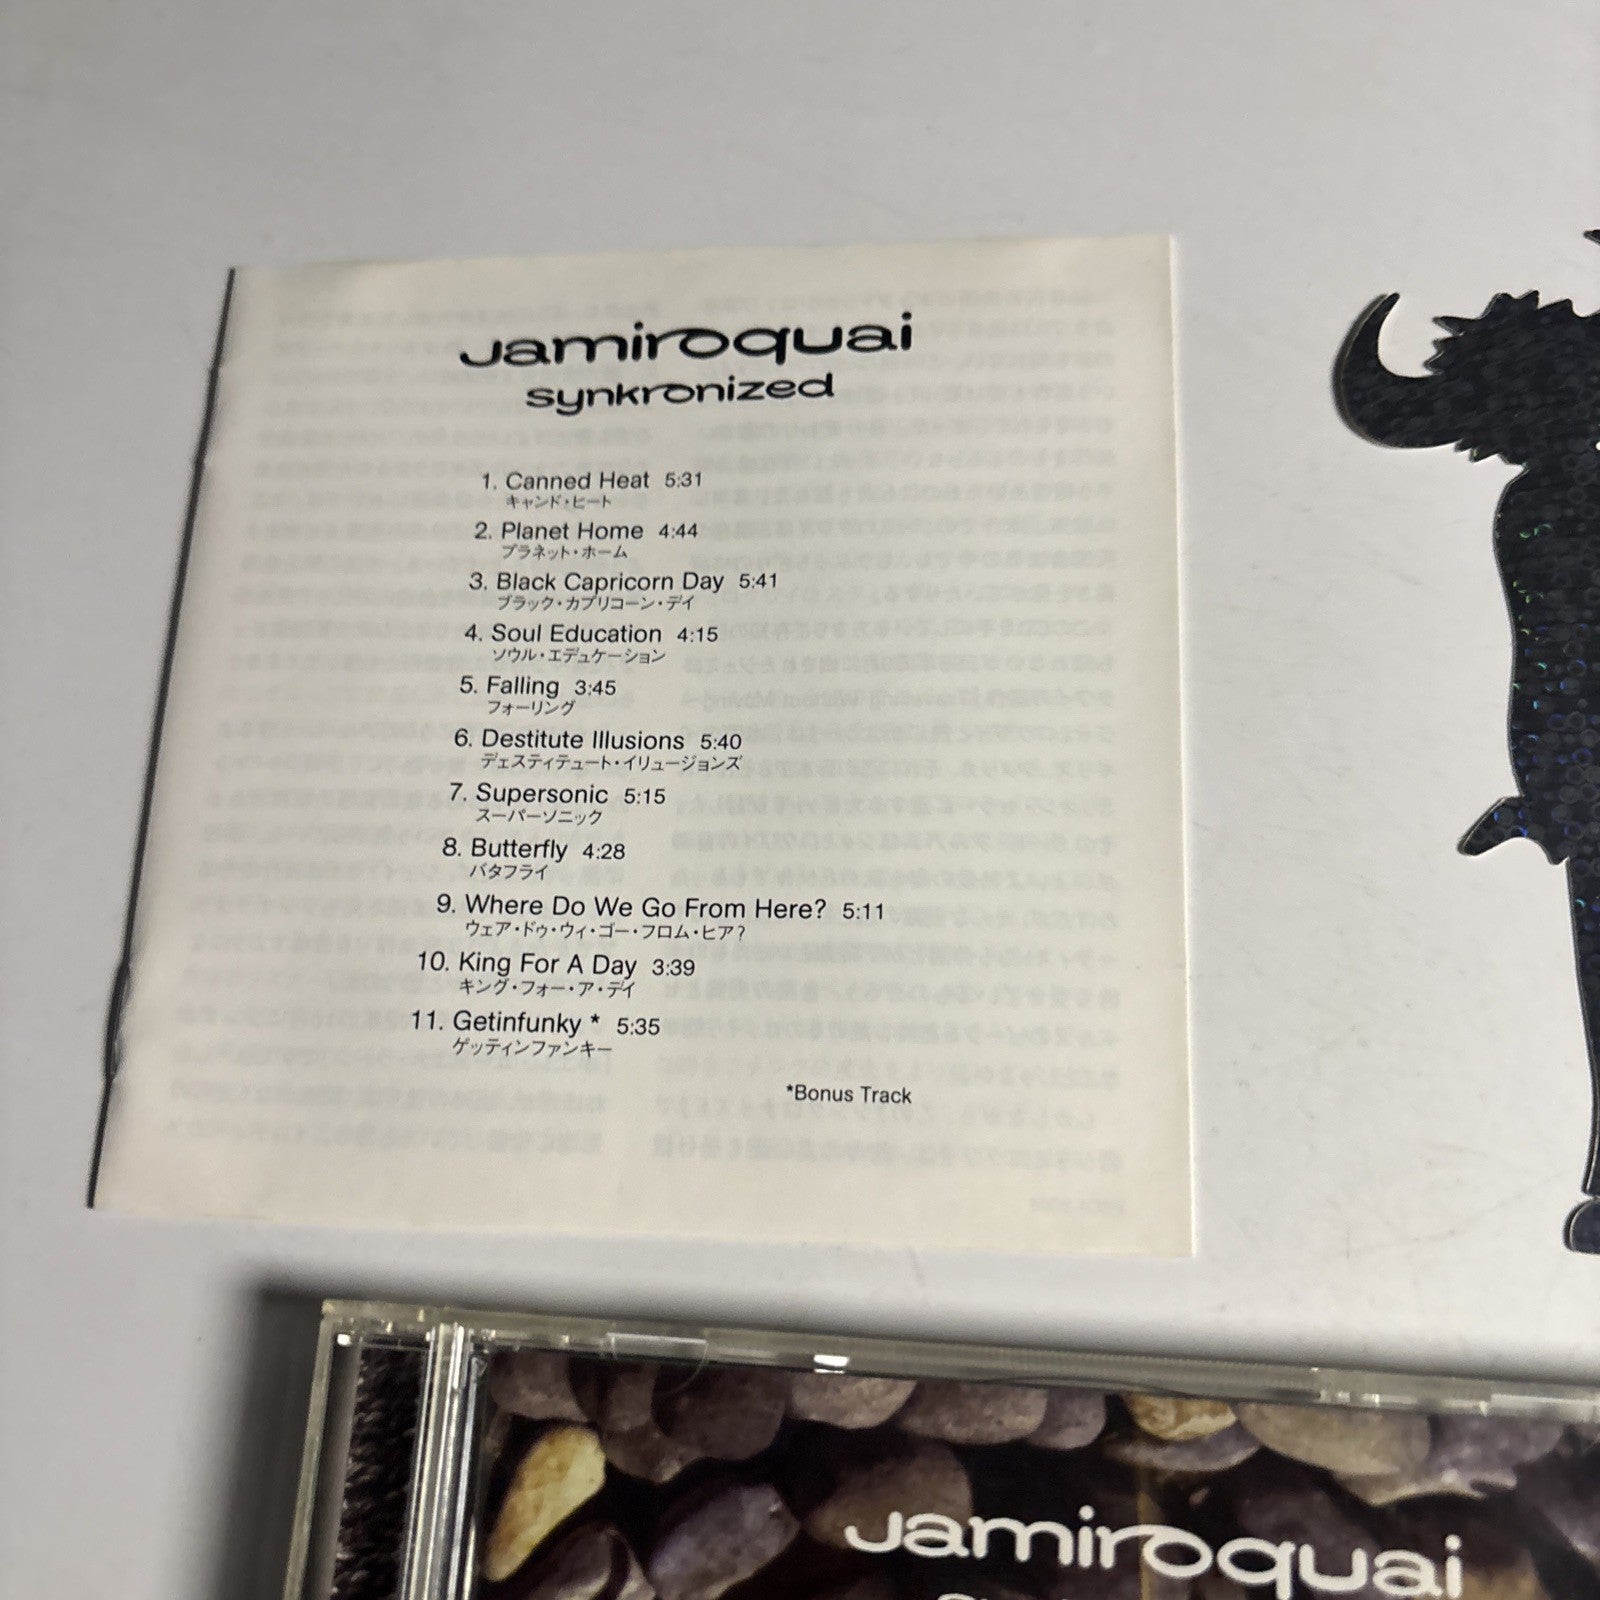 Jamiroquai
synkronized
1. Canned Heat 5:31
キャンド・ヒート
2. Planet Home 4:44
プラネット・ホーム
3. Black Capricorn Day 5:41
ブラック・カプリコーン・デイ
4. Soul Education 4:15
ソウル・エデュケーション
5. Falling 3:45
フォーリング
6. Destitute Illusions 5:40
デェスティテュート・イリュージョンズ
7. Supersonic 5:15
スーパーソニック
8. Butterfly 4:28
バタフライ
9. Where Do We Go From Here? 5:11
ウェア・ドゥ・ウィ・ゴー・フロム・ヒア？
10. King For A Day 3:39
キング・フォー・ア・デイ
11. Getinfunky * 5:35
ゲッティンファンキー
*Bonus Track
Jamiroquai